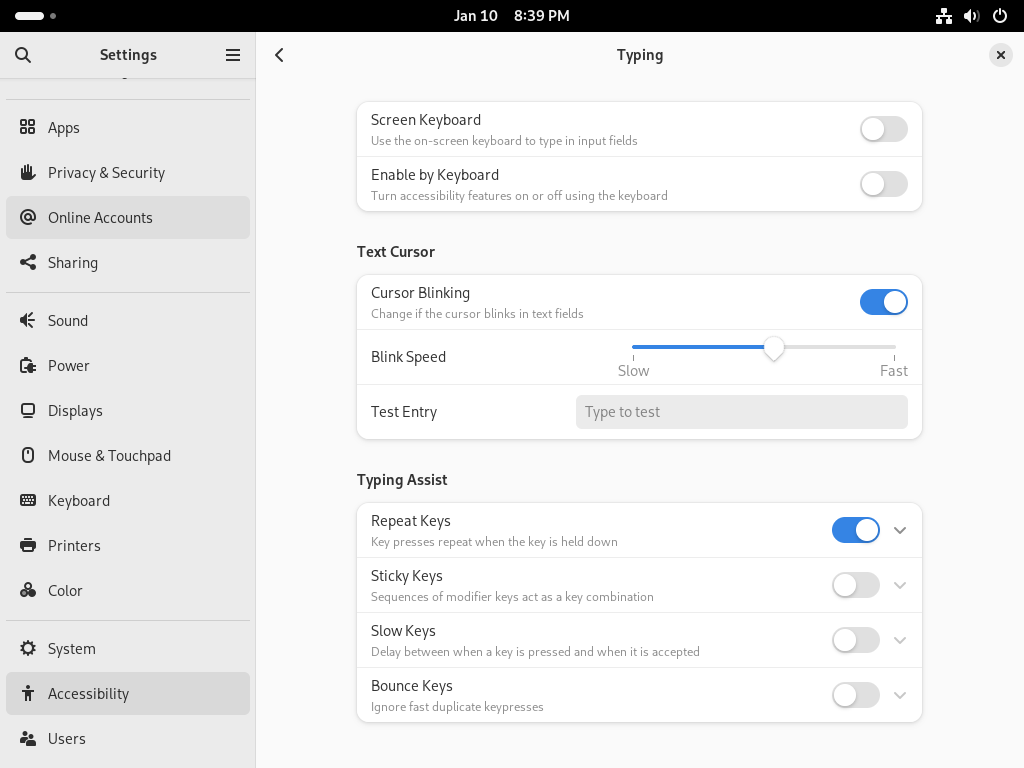 Jan 10 8:39 PM
Settings
Typing
Apps
Privacy & Security
Online Accounts
Sharing
Sound
Power
Displays
Mouse & Touchpad
Keyboard
Printers
Color
System
Accessibility
Users
Screen Keyboard
Use the on-screen keyboard to type in input fields
Enable by Keyboard
Turn accessibility features on or off using the keyboard
Text Cursor
Cursor Blinking
Change if the cursor blinks in text fields
Blink Speed
Slow Fast
Test Entry
Type to test
Typing Assist
Repeat Keys
Key presses repeat when the key is held down
Sticky Keys
Sequences of modifier keys act as a key combination
Slow Keys
Delay between when a key is pressed and when it is accepted
Bounce Keys
Ignore fast duplicate keypresses